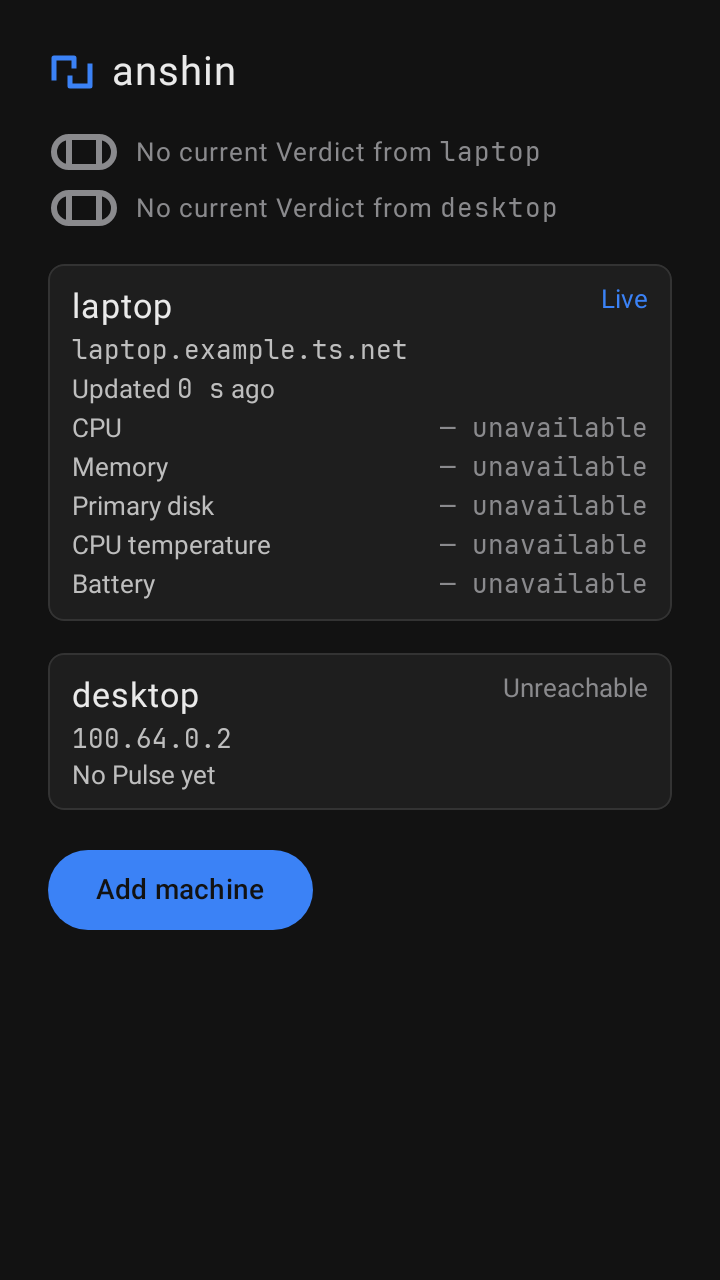 anshin
No current Verdict from laptop
No current Verdict from desktop
laptop Live
laptop.example.ts.net
Updated 0 s ago
CPU — unavailable
Memory — unavailable
Primary disk — unavailable
CPU temperature — unavailable
Battery — unavailable
desktop Unreachable
100.64.0.2
No Pulse yet
Add machine